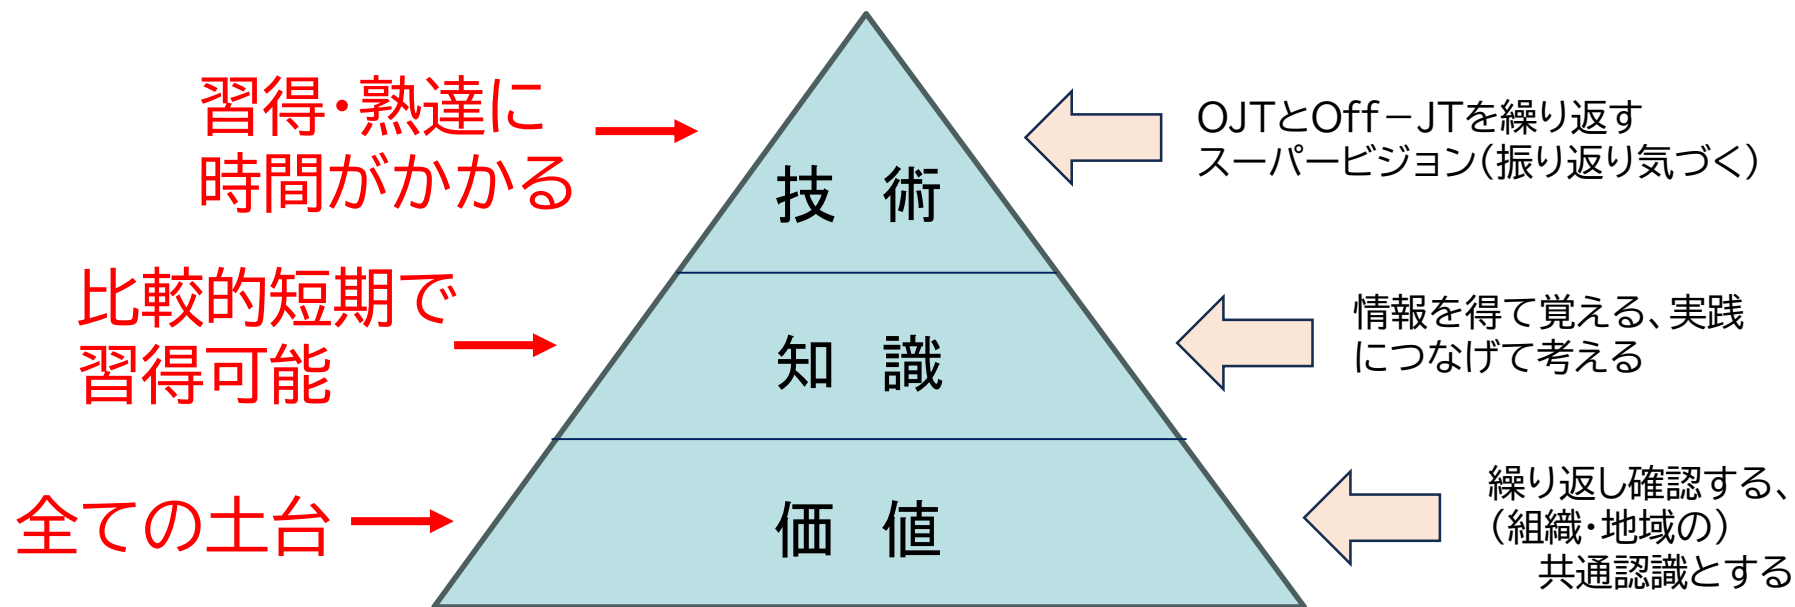 習得・熟達に
時間がかかる
技 術
OJTとOff－JTを繰り返す
スーパービジョン(振り返り気づく)
比較的短期で
習得可能
知 識
情報を得て覚える、実践
につなげて考える
全ての土台
価 値
繰り返し確認する、
(組織・地域の)
共通認識とする